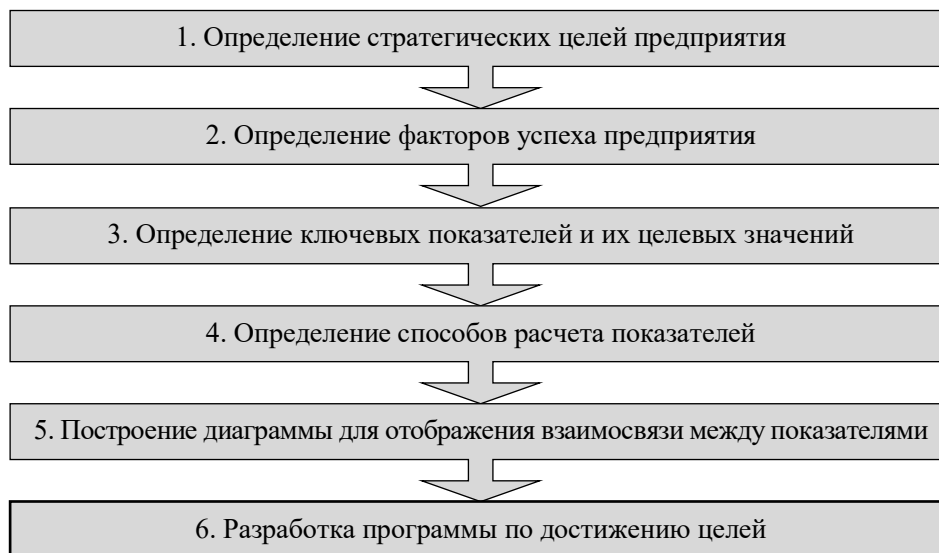 1. Определение стратегических целей предприятия
2. Определение факторов успеха предприятия
3. Определение ключевых показателей и их целевых значений
4. Определение способов расчета показателей
5. Построение диаграммы для отображения взаимосвязи между показателями
6. Разработка программы по достижению целей